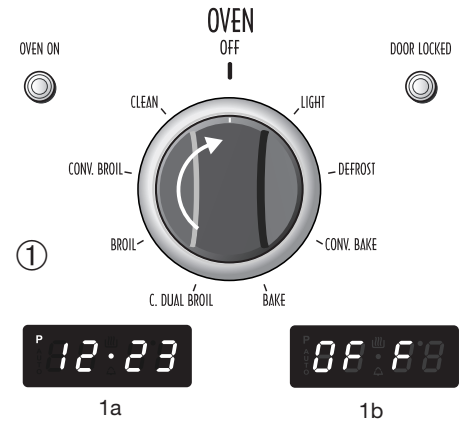 OVEN
OFF
OVEN ON
DOOR LOCKED
CLEAN
LIGHT
CONV. BROIL
DEFROST
BROIL
CONV. BAKE
C. DUAL BROIL
BAKE
①
P 12·23
P AUTO OF F
1a
1b